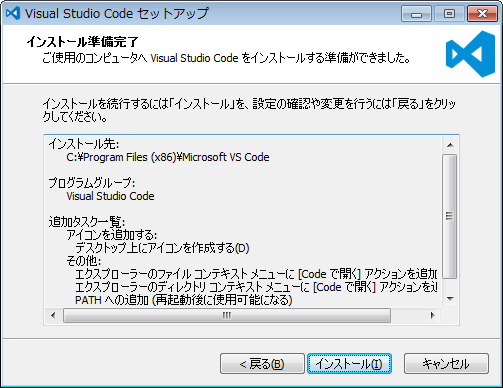 Visual Studio Code セットアップ
インストール準備完了
ご使用のコンピュータへ Visual Studio Code をインストールする準備ができました。
インストールを続行するには「インストール」を、設定の確認や変更を行うには「戻る」をクリッ
クしてください。
インストール先:
C:¥Program Files (x86)¥Microsoft VS Code
プログラムグループ:
Visual Studio Code
追加タスク一覧:
アイコンを追加する:
デスクトップ上にアイコンを作成する(D)
その他:
エクスプローラーのファイル コンテキスト メニューに [Code で開く] アクションを追加
エクスプローラーのディレクトリ コンテキスト メニューに [Code で開く] アクションを
PATH への追加 (再起動後に使用可能になる)
< 戻る(B)
インストール(I)
キャンセル